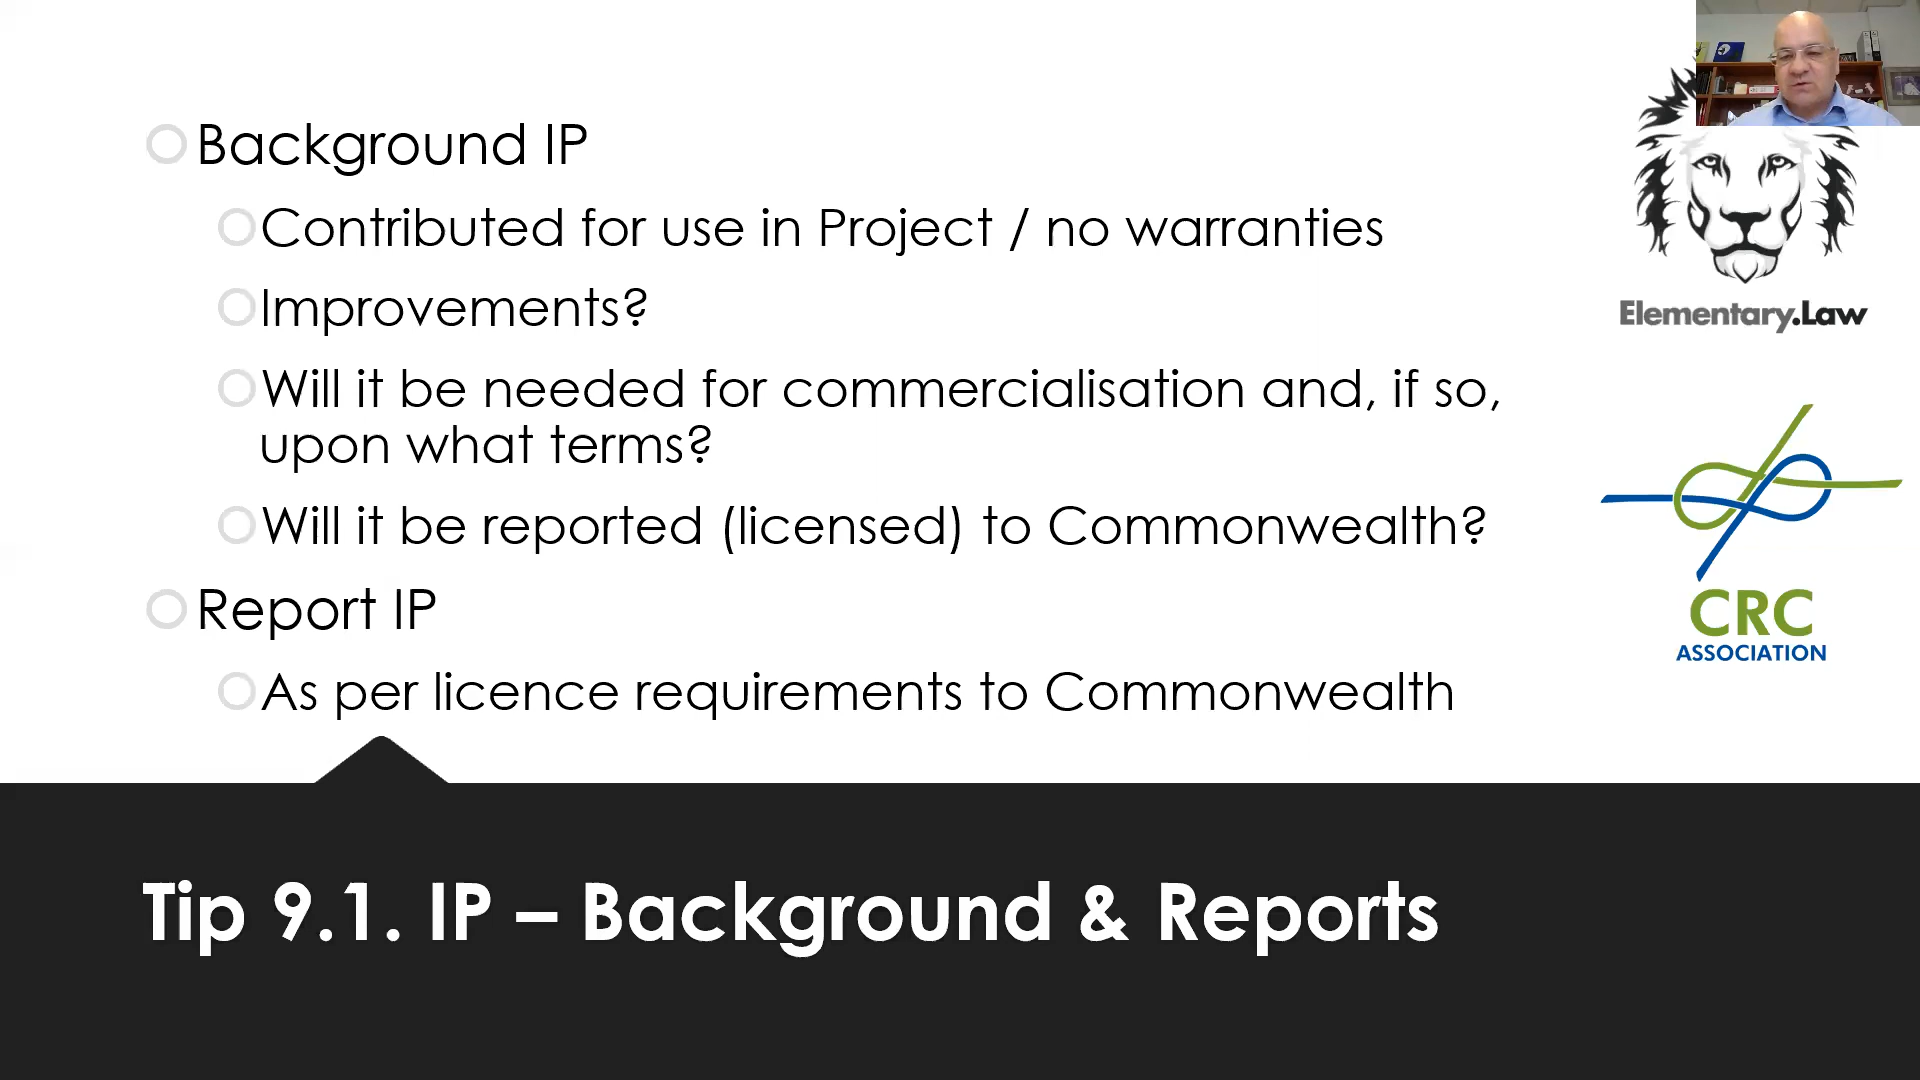 Background IP
Contributed for use in Project / no warranties
Improvements?
Will it be needed for commercialisation and, if so,
upon what terms?
Will it be reported (licensed) to Commonwealth?
Report IP
As per licence requirements to Commonwealth
Elementary.Law
CRC
ASSOCIATION
Tip 9.1. IP – Background & Reports